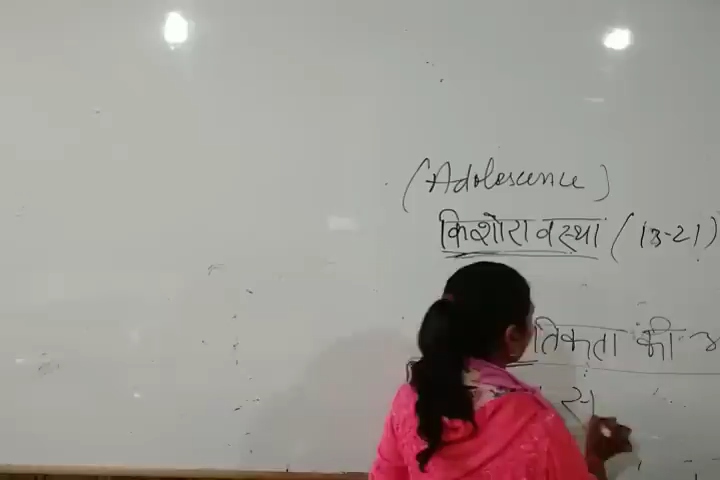 (Adolescence)
किशोरावस्था (13-21)
तिकता की